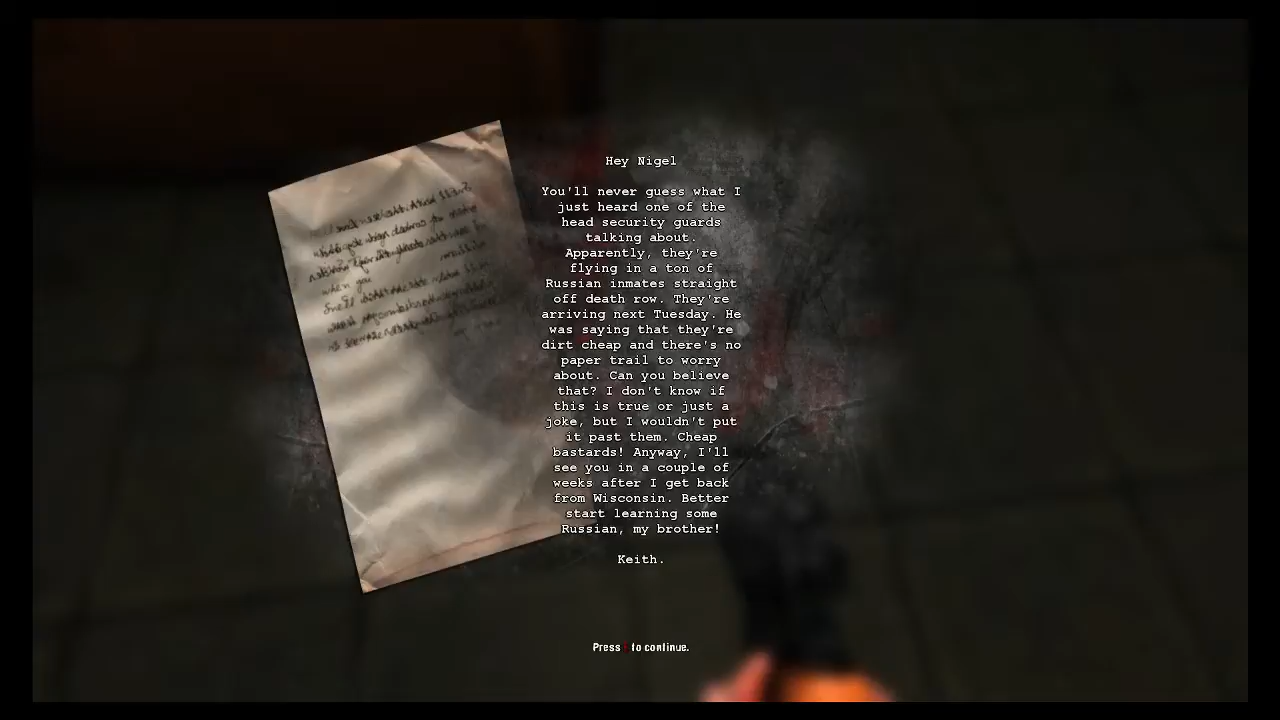 Hey Nigel
You'll never guess what I
just heard one of the
head security guards
talking about.
Apparently, they're
flying in a ton of
Russian inmates straight
off death row. They're
arriving next Tuesday. He
was saying that they're
dirt cheap and there's no
paper trail to worry
about. Can you believe
that? I don't know if
this is true or just a
joke, but I wouldn't put
it past them. Cheap
bastards! Anyway, I'll
see you in a couple of
weeks after I get back
from Wisconsin. Better
start learning some
Russian, my brother!
Keith.
Press to continue.
when you